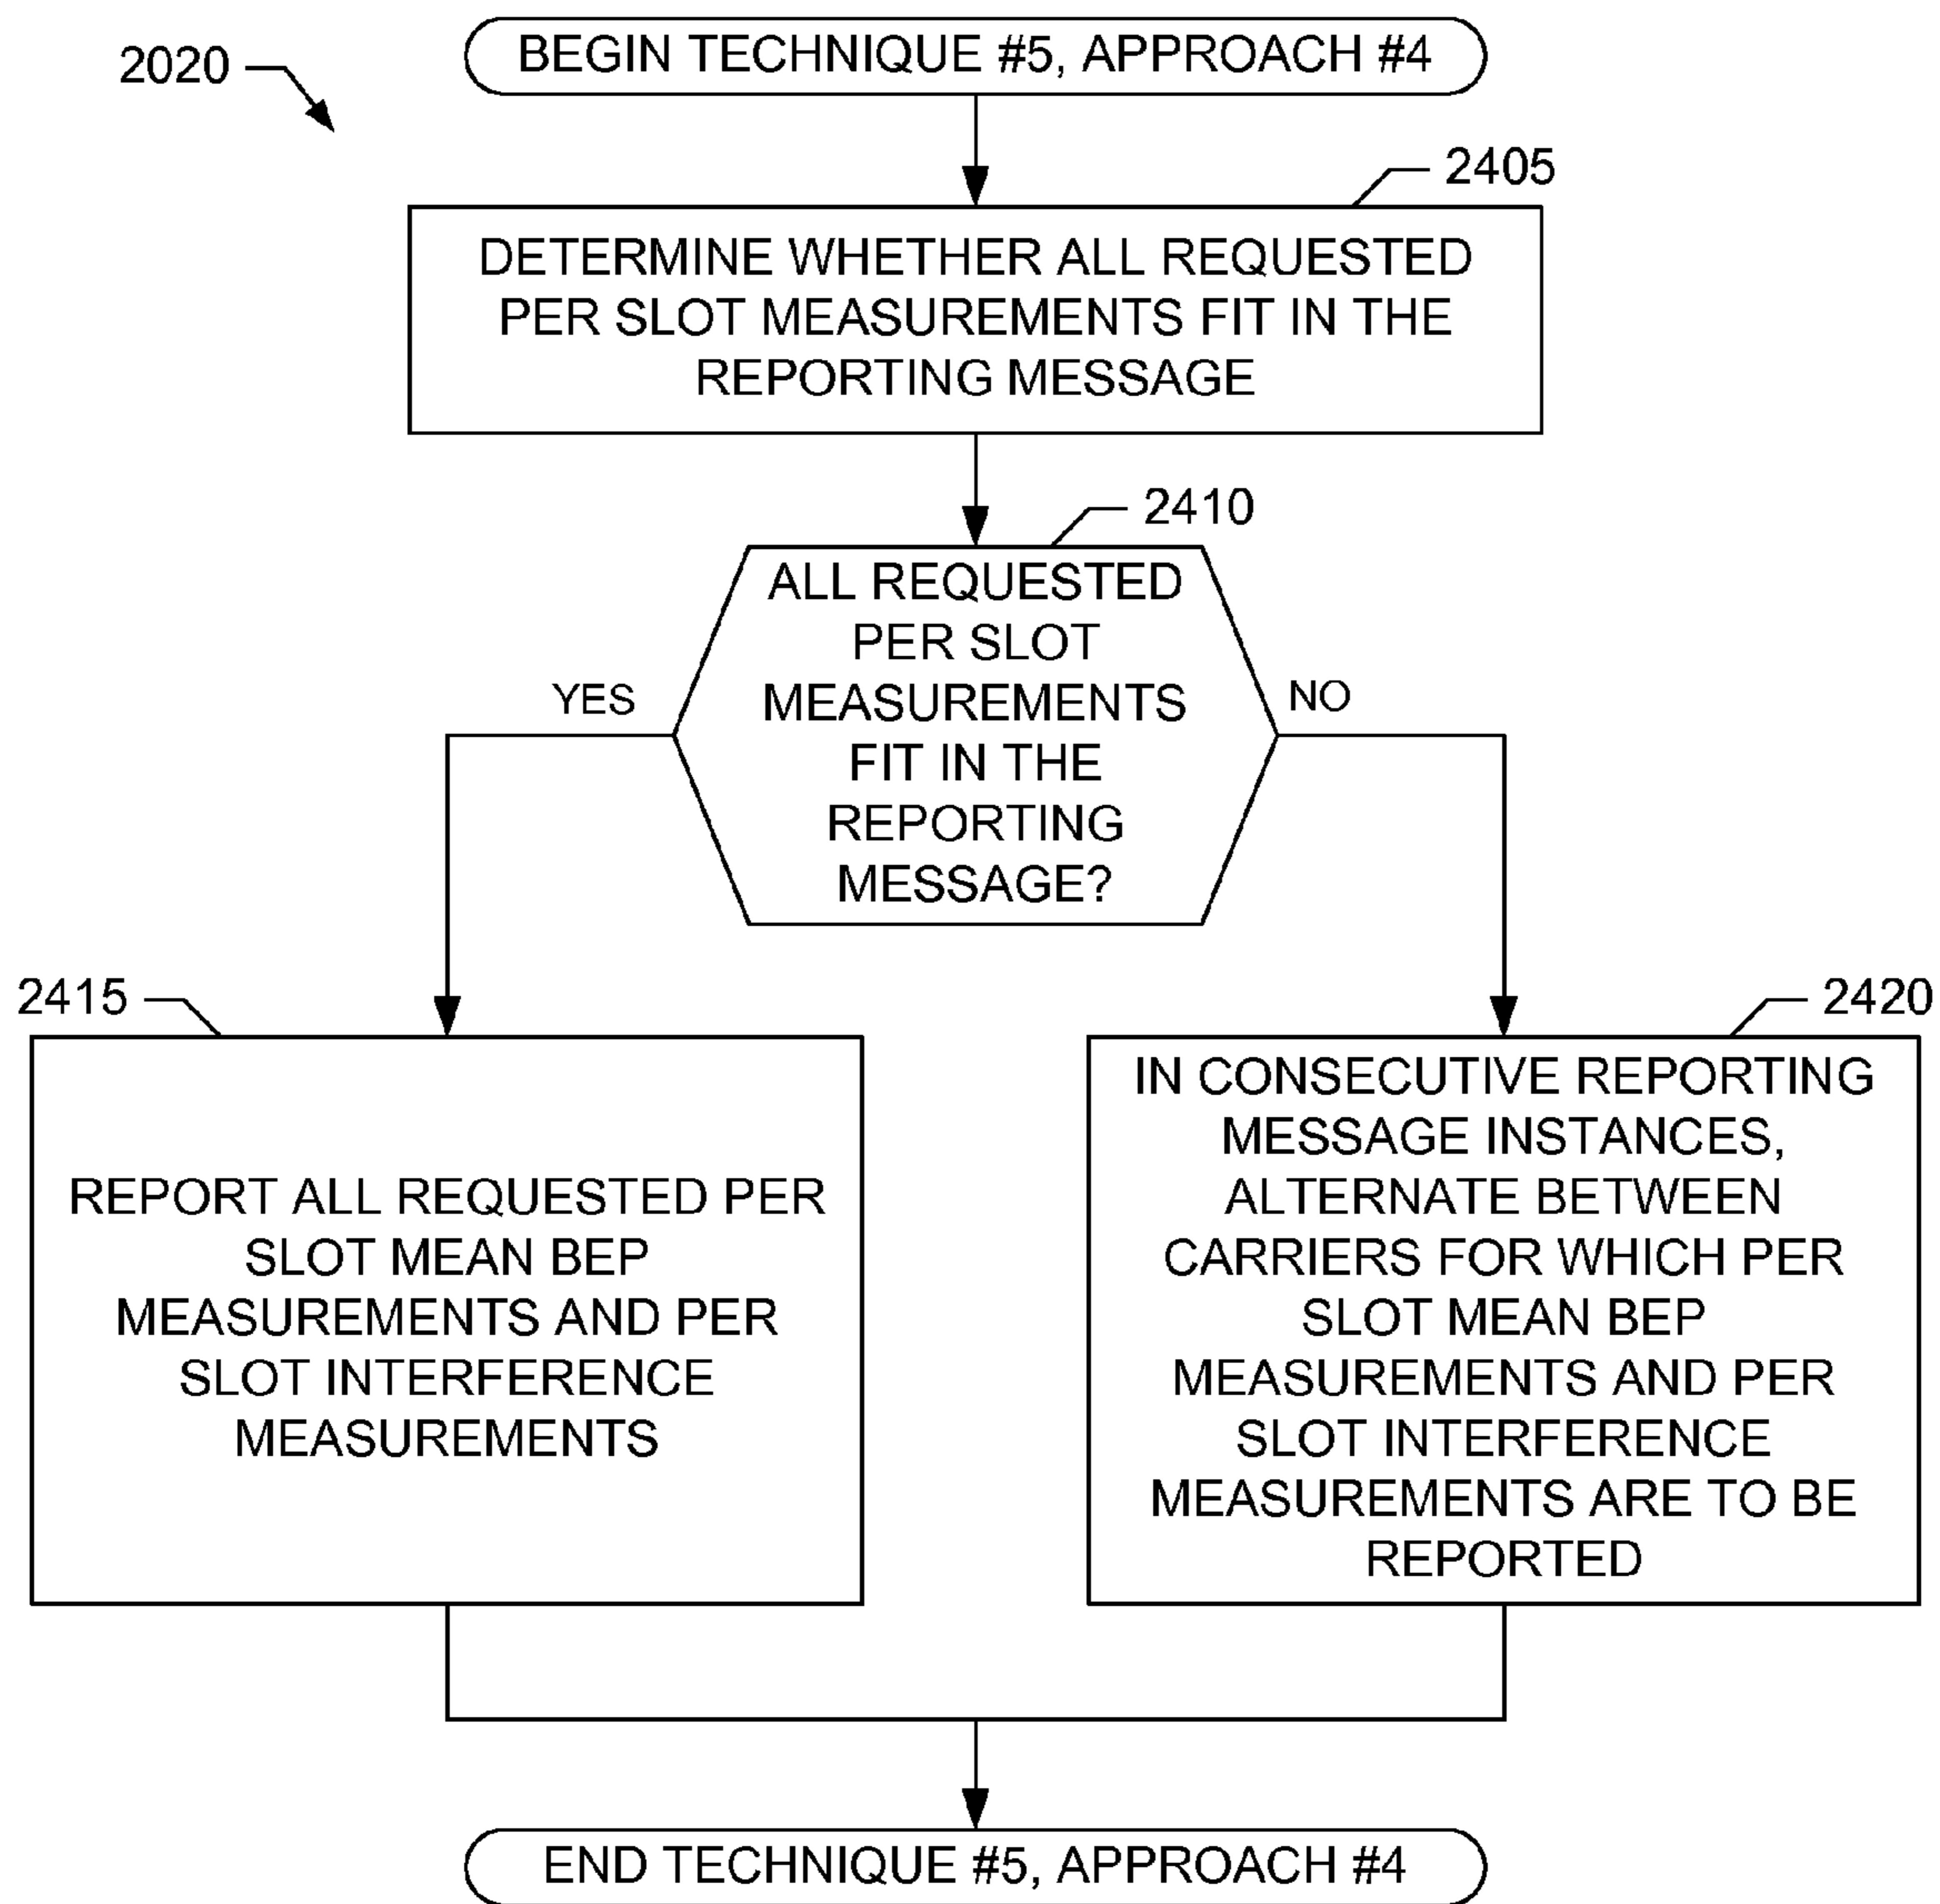 BEGIN TECHNIQUE #5, APPROACH #4
2020
2405
DETERMINE WHETHER ALL REQUESTED
PER SLOT MEASUREMENTS FIT IN THE
REPORTING MESSAGE
2410
ALL REQUESTED
PER SLOT
MEASUREMENTS
FIT IN THE
REPORTING
MESSAGE?
YES
NO
2415
REPORT ALL REQUESTED PER
SLOT MEAN BEP
MEASUREMENTS AND PER
SLOT INTERFERENCE
MEASUREMENTS
2420
IN CONSECUTIVE REPORTING
MESSAGE INSTANCES,
ALTERNATE BETWEEN
CARRIERS FOR WHICH PER
SLOT MEAN BEP
MEASUREMENTS AND PER
SLOT INTERFERENCE
MEASUREMENTS ARE TO BE
REPORTED
END TECHNIQUE #5, APPROACH #4